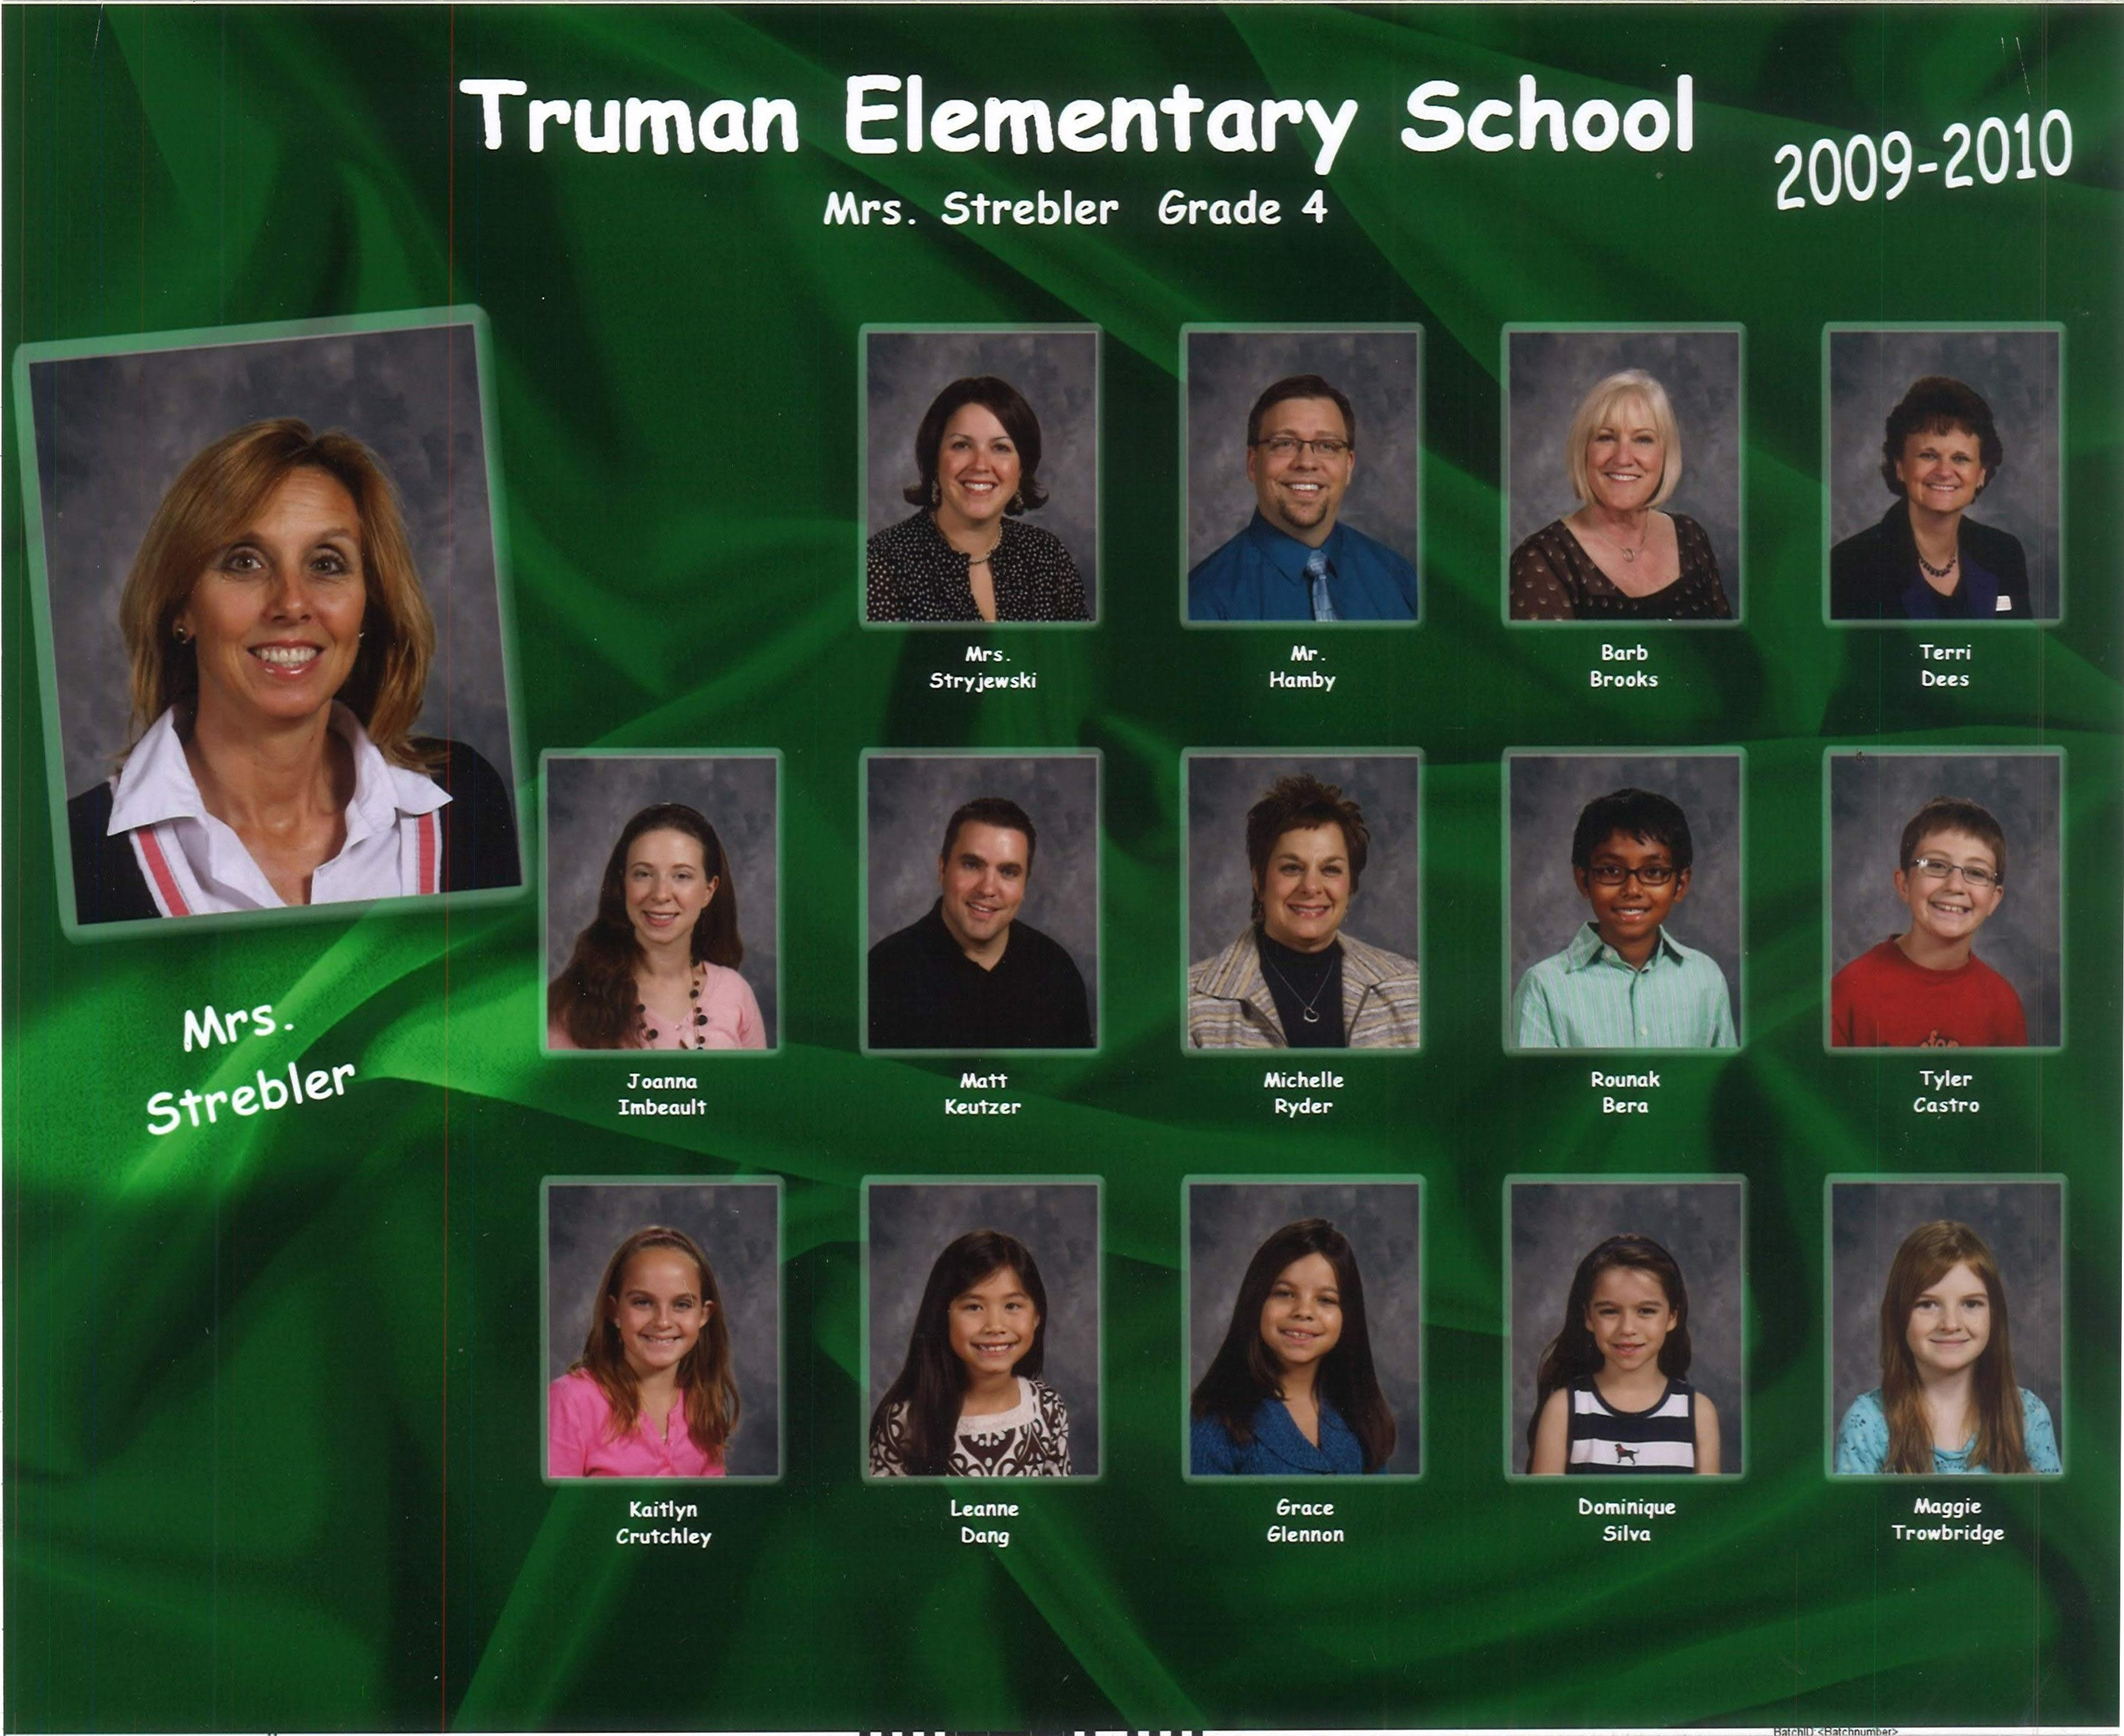 Truman Elementary School
2009-2010
Mrs. Strebler Grade 4
Mrs.
Stryjewski
Mr.
Hamby
Barb
Brooks
Terri
Dees
Mrs.
Strebler
Joanna
Imbeault
Matt
Keutzer
Michelle
Ryder
Rounak
Bera
Tyler
Castro
Kaitlyn
Crutchley
Leanne
Dang
Grace
Glennon
Dominique
Silva
Maggie
Trowbridge
BatchID:<Batchnumber>